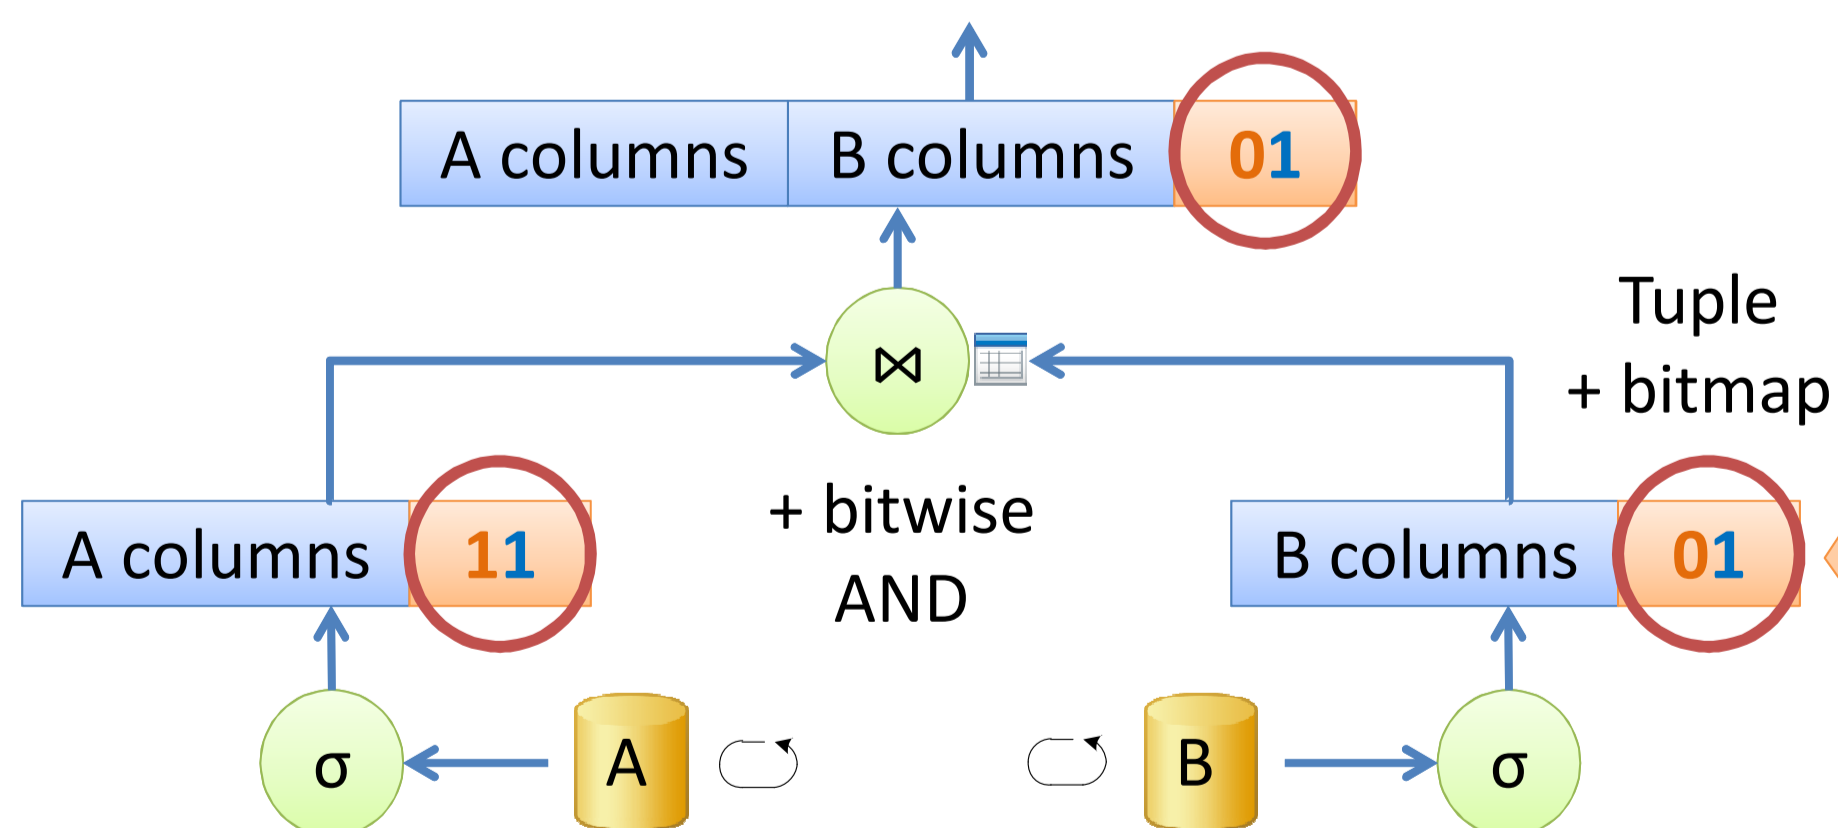 A columns B columns 01
⋈
Tuple
+ bitmap
+ bitwise
AND
A columns 11
B columns 01
σ
A
B
σ